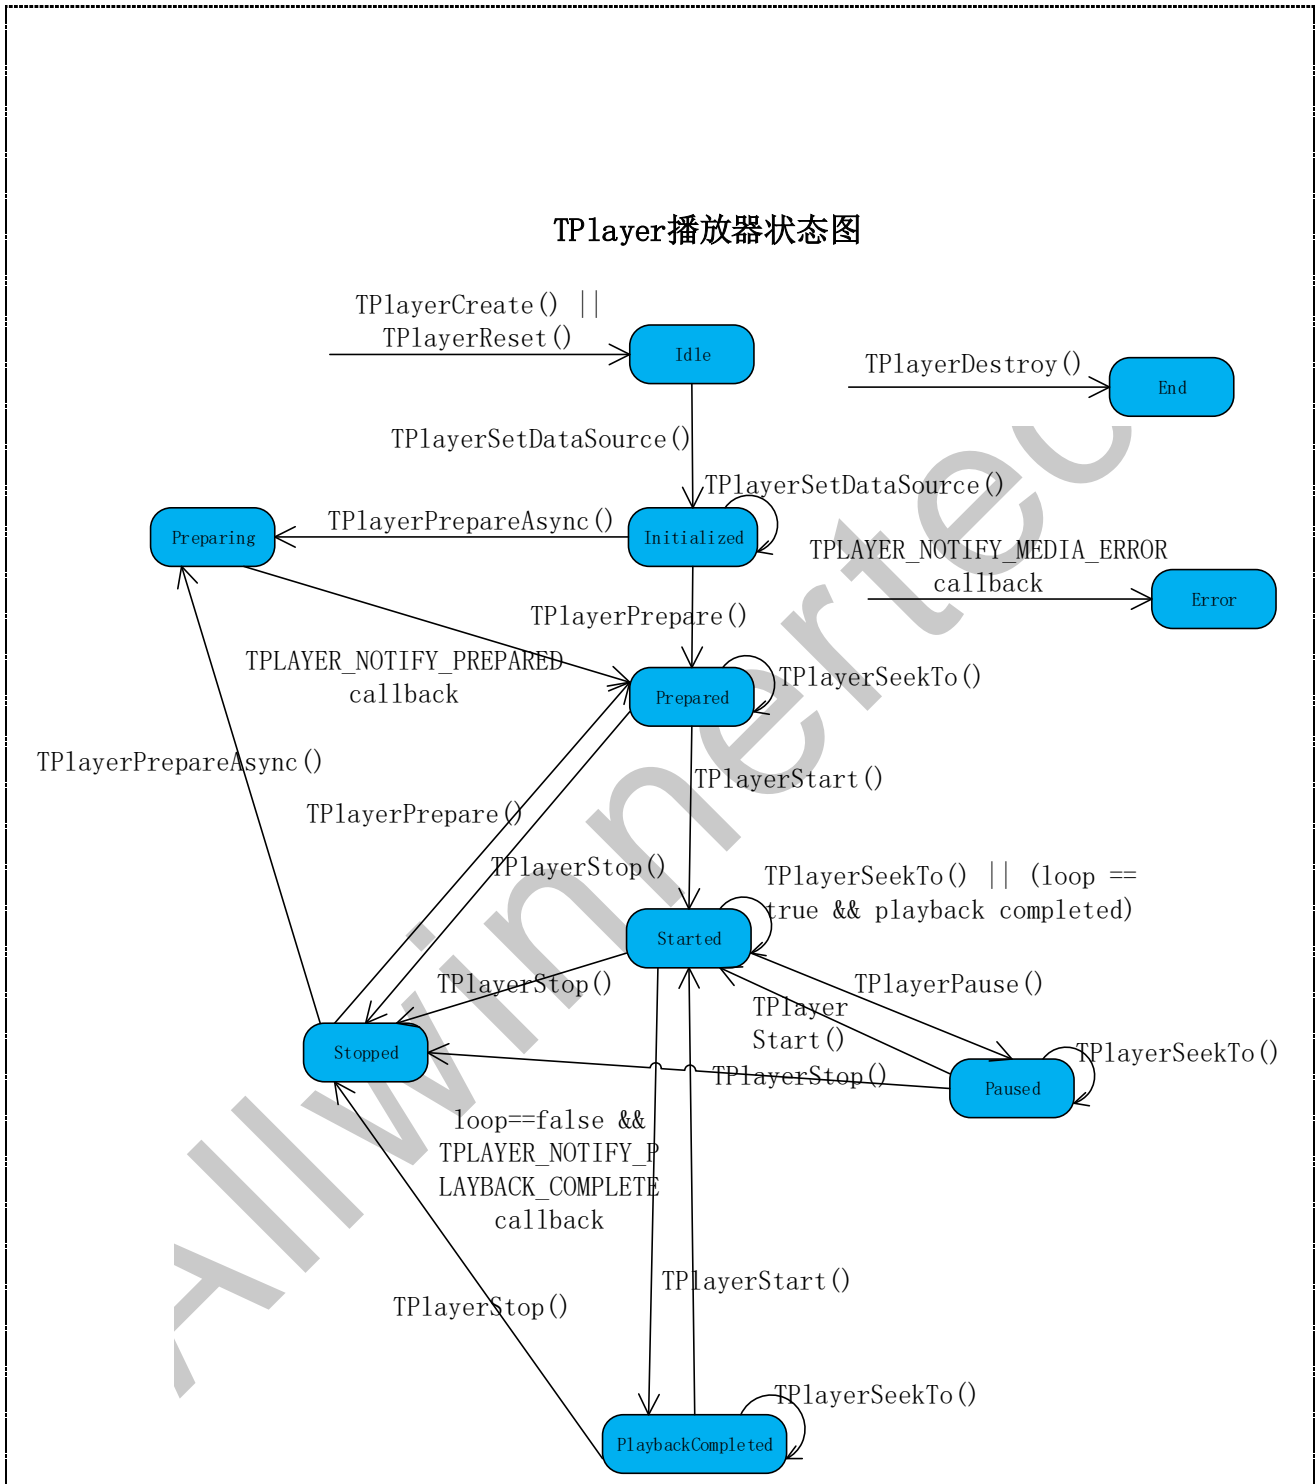 TPlayer播放器状态图
TPlayerCreate() ||
TPlayerReset()
Idle
TPlayerDestroy()
End
TPlayerSetDataSource()
TPlayerSetDataSource()
TPlayerPrepareAsync()
Preparing
Initialized
TPLAYER_NOTIFY_MEDIA_ERROR
callback
Error
TPlayerPrepare()
TPLAYER_NOTIFY_PREPARED
callback
Prepared
TPlayerSeekTo()
TPlayerPrepareAsync()
TPlayerStart()
TPlayerPrepare()
TPlayerStop()
TPlayerSeekTo() || (loop ==
true && playback completed)
Started
TPlayerStop()
TPlayerPause()
TPlayer
Start()
Stopped
TPlayerStop()
TPlayerSeekTo()
Paused
loop==false &&
TPLAYER_NOTIFY_P
LAYBACK_COMPLETE
callback
TPlayerStart()
TPlayerStop()
TPlayerSeekTo()
PlaybackCompleted
Allwinnertec